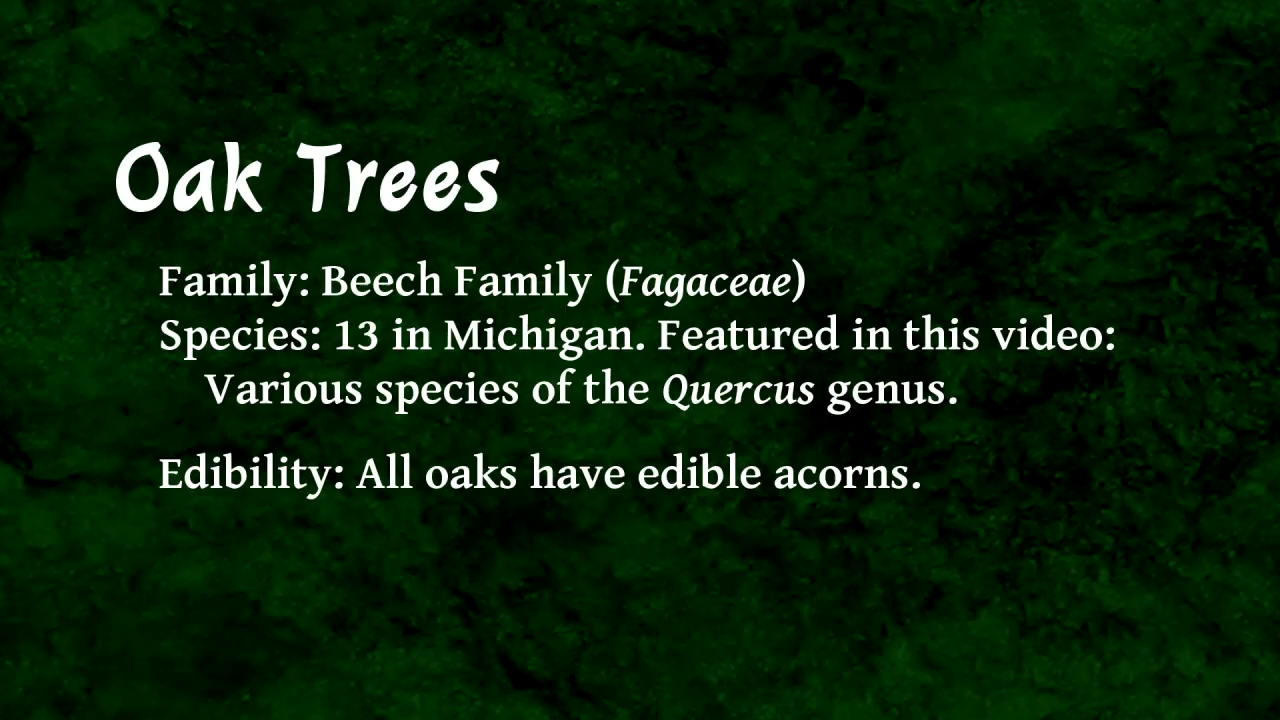 Oak Trees
Family: Beech Family (Fagaceae)
Species: 13 in Michigan. Featured in this video:
Various species of the Quercus genus.
Edibility: All oaks have edible acorns.